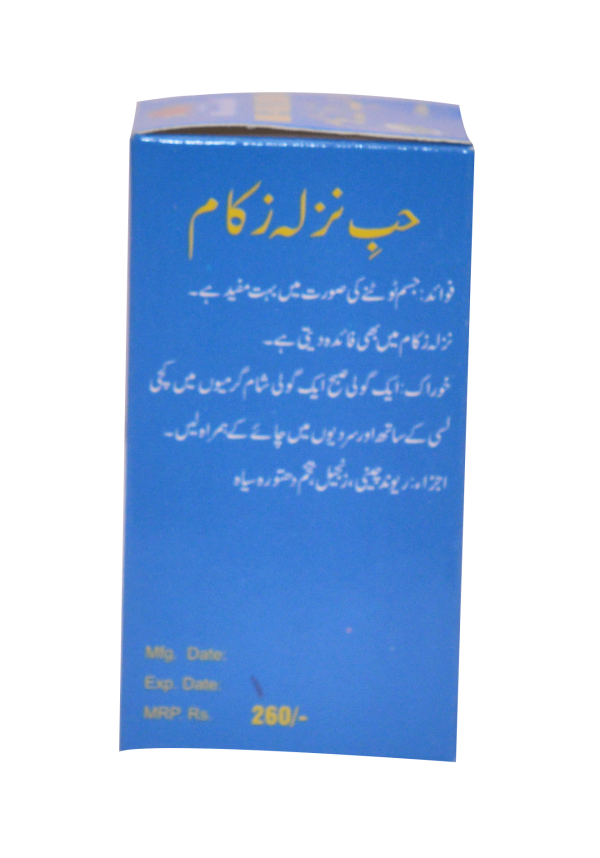 حبِ نزلہ زکام
فوائد: جسم ٹوٹنے کی صورت میں بہت مفید ہے۔
نزلہ زکام میں بھی فائدہ دیتی ہے۔
خوراک: ایک گولی صبح ایک گولی شام گرمیوں میں کچی
لسی کے ساتھ اور سردیوں میں چائے کے ہمراہ لیں۔
اجزاء: ریوند چینی، زنجبیل، تخم دھتورہ سیاہ
Mfg. Date:
Exp. Date:
MRP. Rs. 260/-